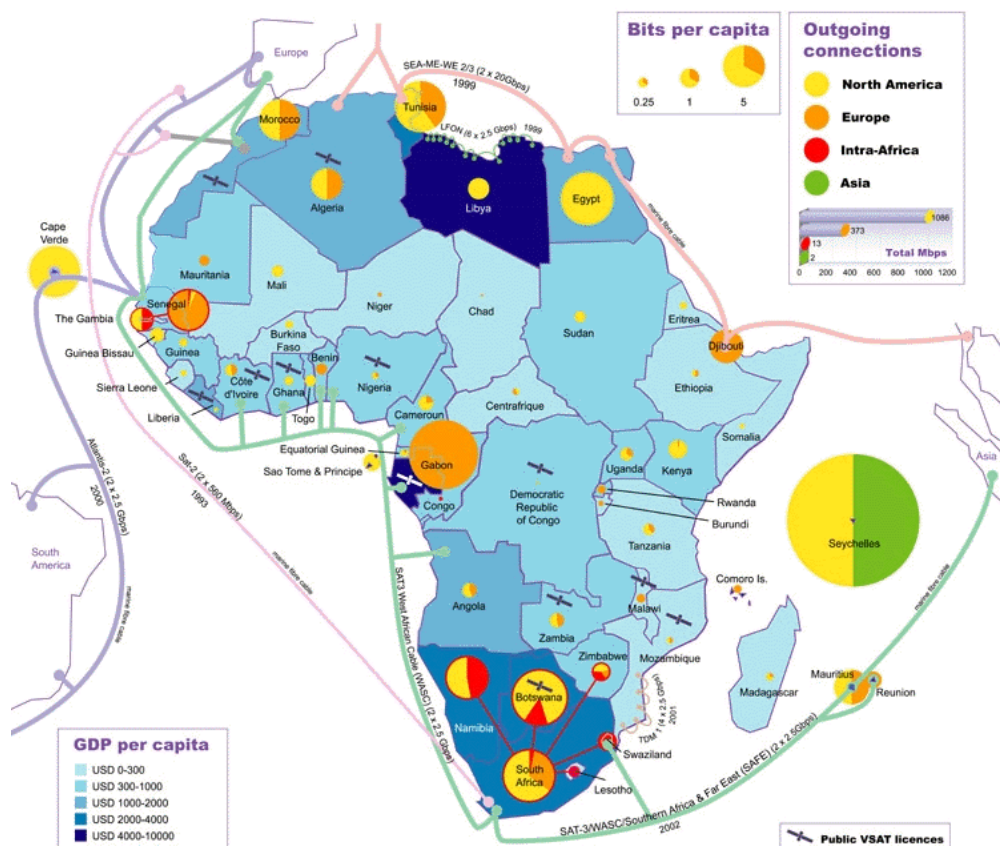 Bits per capita
0.25
1
5
Outgoing
connections
North America
Europe
Intra-Africa
Asia
1086
373
13
2
Total Mbps
0
200
400
600
800
1000
1200
Europe
SEA-ME-WE 2/3 (2 x 20Gbps)
1999
LFON (6 x 2.5 Gbps)
1999
marine fibre cable
Morocco
Tunisia
Algeria
Libya
Egypt
Cape
Verde
Mauritania
Mali
Niger
Chad
Sudan
Eritrea
Djibouti
Senegal
The Gambia
Guinea Bissau
Guinea
Burkina
Faso
Benin
Sierra Leone
Côte
d'Ivoire
Ghana
Nigeria
Liberia
Togo
Cameroun
Centrafrique
Ethiopia
Somalia
Equatorial Guinea
Sao Tome & Principe
Gabon
Congo
Democratic
Republic
of Congo
Uganda
Kenya
Rwanda
Burundi
Tanzania
Seychelles
Asia
Comoro Is.
Angola
Zambia
Malawi
Mozambique
Zimbabwe
Madagascar
Mauritius
Reunion
Namibia
Botswana
South
Africa
Swaziland
Lesotho
South
America
Atlantis-2 (2 x 2.5 Gbps)
2000
marine fibre cable
Sat-2 (2 x 560 Mbps)
1993
marine fibre cable
SAT3 West African Cable (WASC) (2 x 2.5 Gbps)
TDM 1 (4 x 2.5 Gbps)
2001
SAT-3/WASC/Southern Africa & Far East (SAFE) (2 x 2.5Gbps)
2002
marine fibre cable
GDP per capita
USD 0-300
USD 300-1000
USD 1000-2000
USD 2000-4000
USD 4000-10000
Public VSAT licences